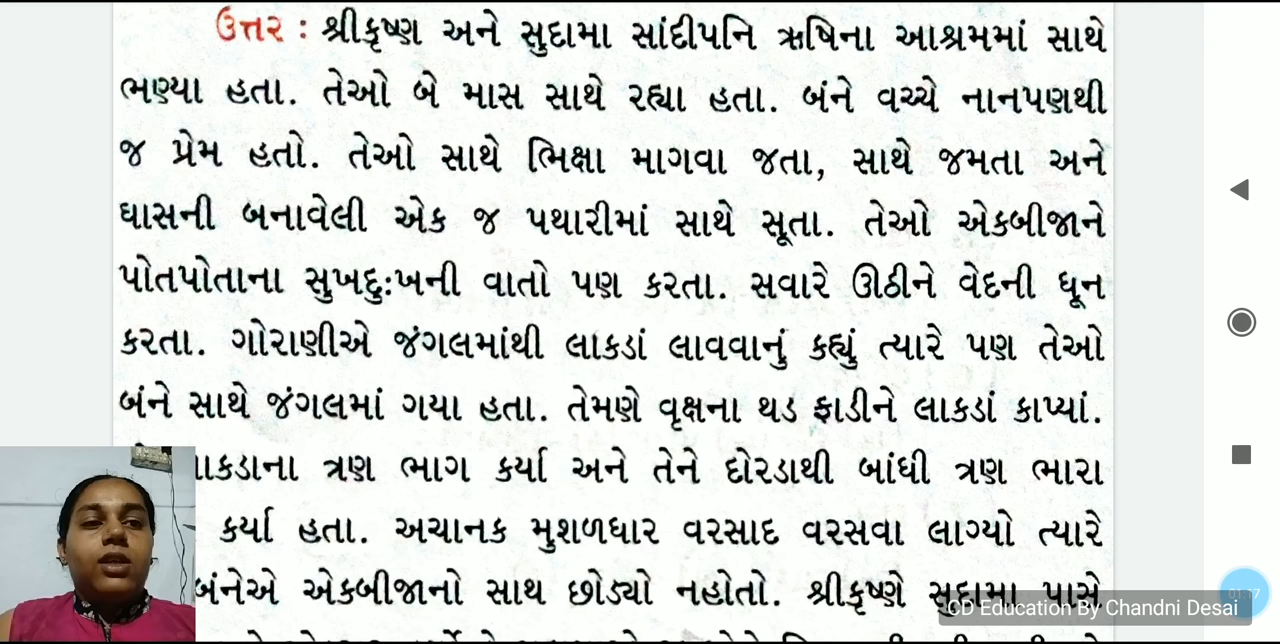 ઉત્તર : શ્રીકૃષ્ણ અને સુદામા સાંદીપનિ ઋષિના આશ્રમમાં સાથે
ભણ્યા હતા. તેઓ બે માસ સાથે રહ્યા હતા. બંને વચ્ચે નાનપણથી
જ પ્રેમ હતો. તેઓ સાથે ભિક્ષા માગવા જતા, સાથે જમતા અને
ઘાસની બનાવેલી એક જ પથારીમાં સાથે સૂતા. તેઓ એકબીજાને
પોતપોતાના સુખદુઃખની વાતો પણ કરતા. સવારે ઊઠીને વેદની ધૂન
કરતા. ગોરાણીએ જંગલમાંથી લાકડાં લાવવાનું કહ્યું ત્યારે પણ તેઓ
બંને સાથે જંગલમાં ગયા હતા. તેમણે વૃક્ષના થડ ફાડીને લાકડાં કાપ્યાં.
ત્રણ ભાગ કર્યા અને તેને દોરડાથી બાંધી ત્રણ ભારા
કર્યા હતા. અચાનક મુશળધાર વરસાદ વરસવા લાગ્યો ત્યારે
બંનેએ એકબીજાનો સાથ છોડ્યો નહોતો. શ્રીકૃષ્ણે સુદામા પાસે
CD Education By Chandni Desai
01:17